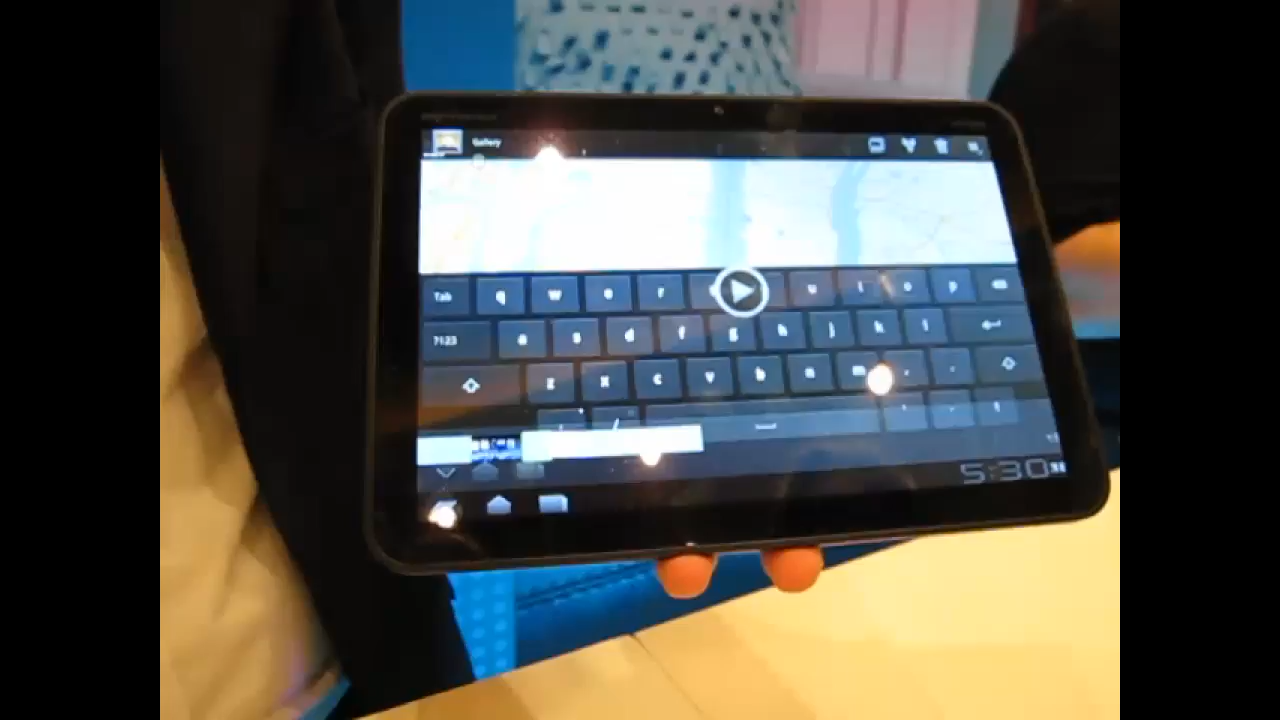 Gallery
Tab q w e r u i o p
?123 a s d f g h j k l
z x c v b n m , .
/
5:30